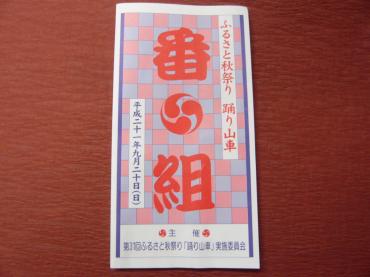 ふるさと秋祭り 踊り山車
番組
平成二十一年九月二十日(日)
主催
第31回ふるさと秋祭り「踊り山車」実施委員会